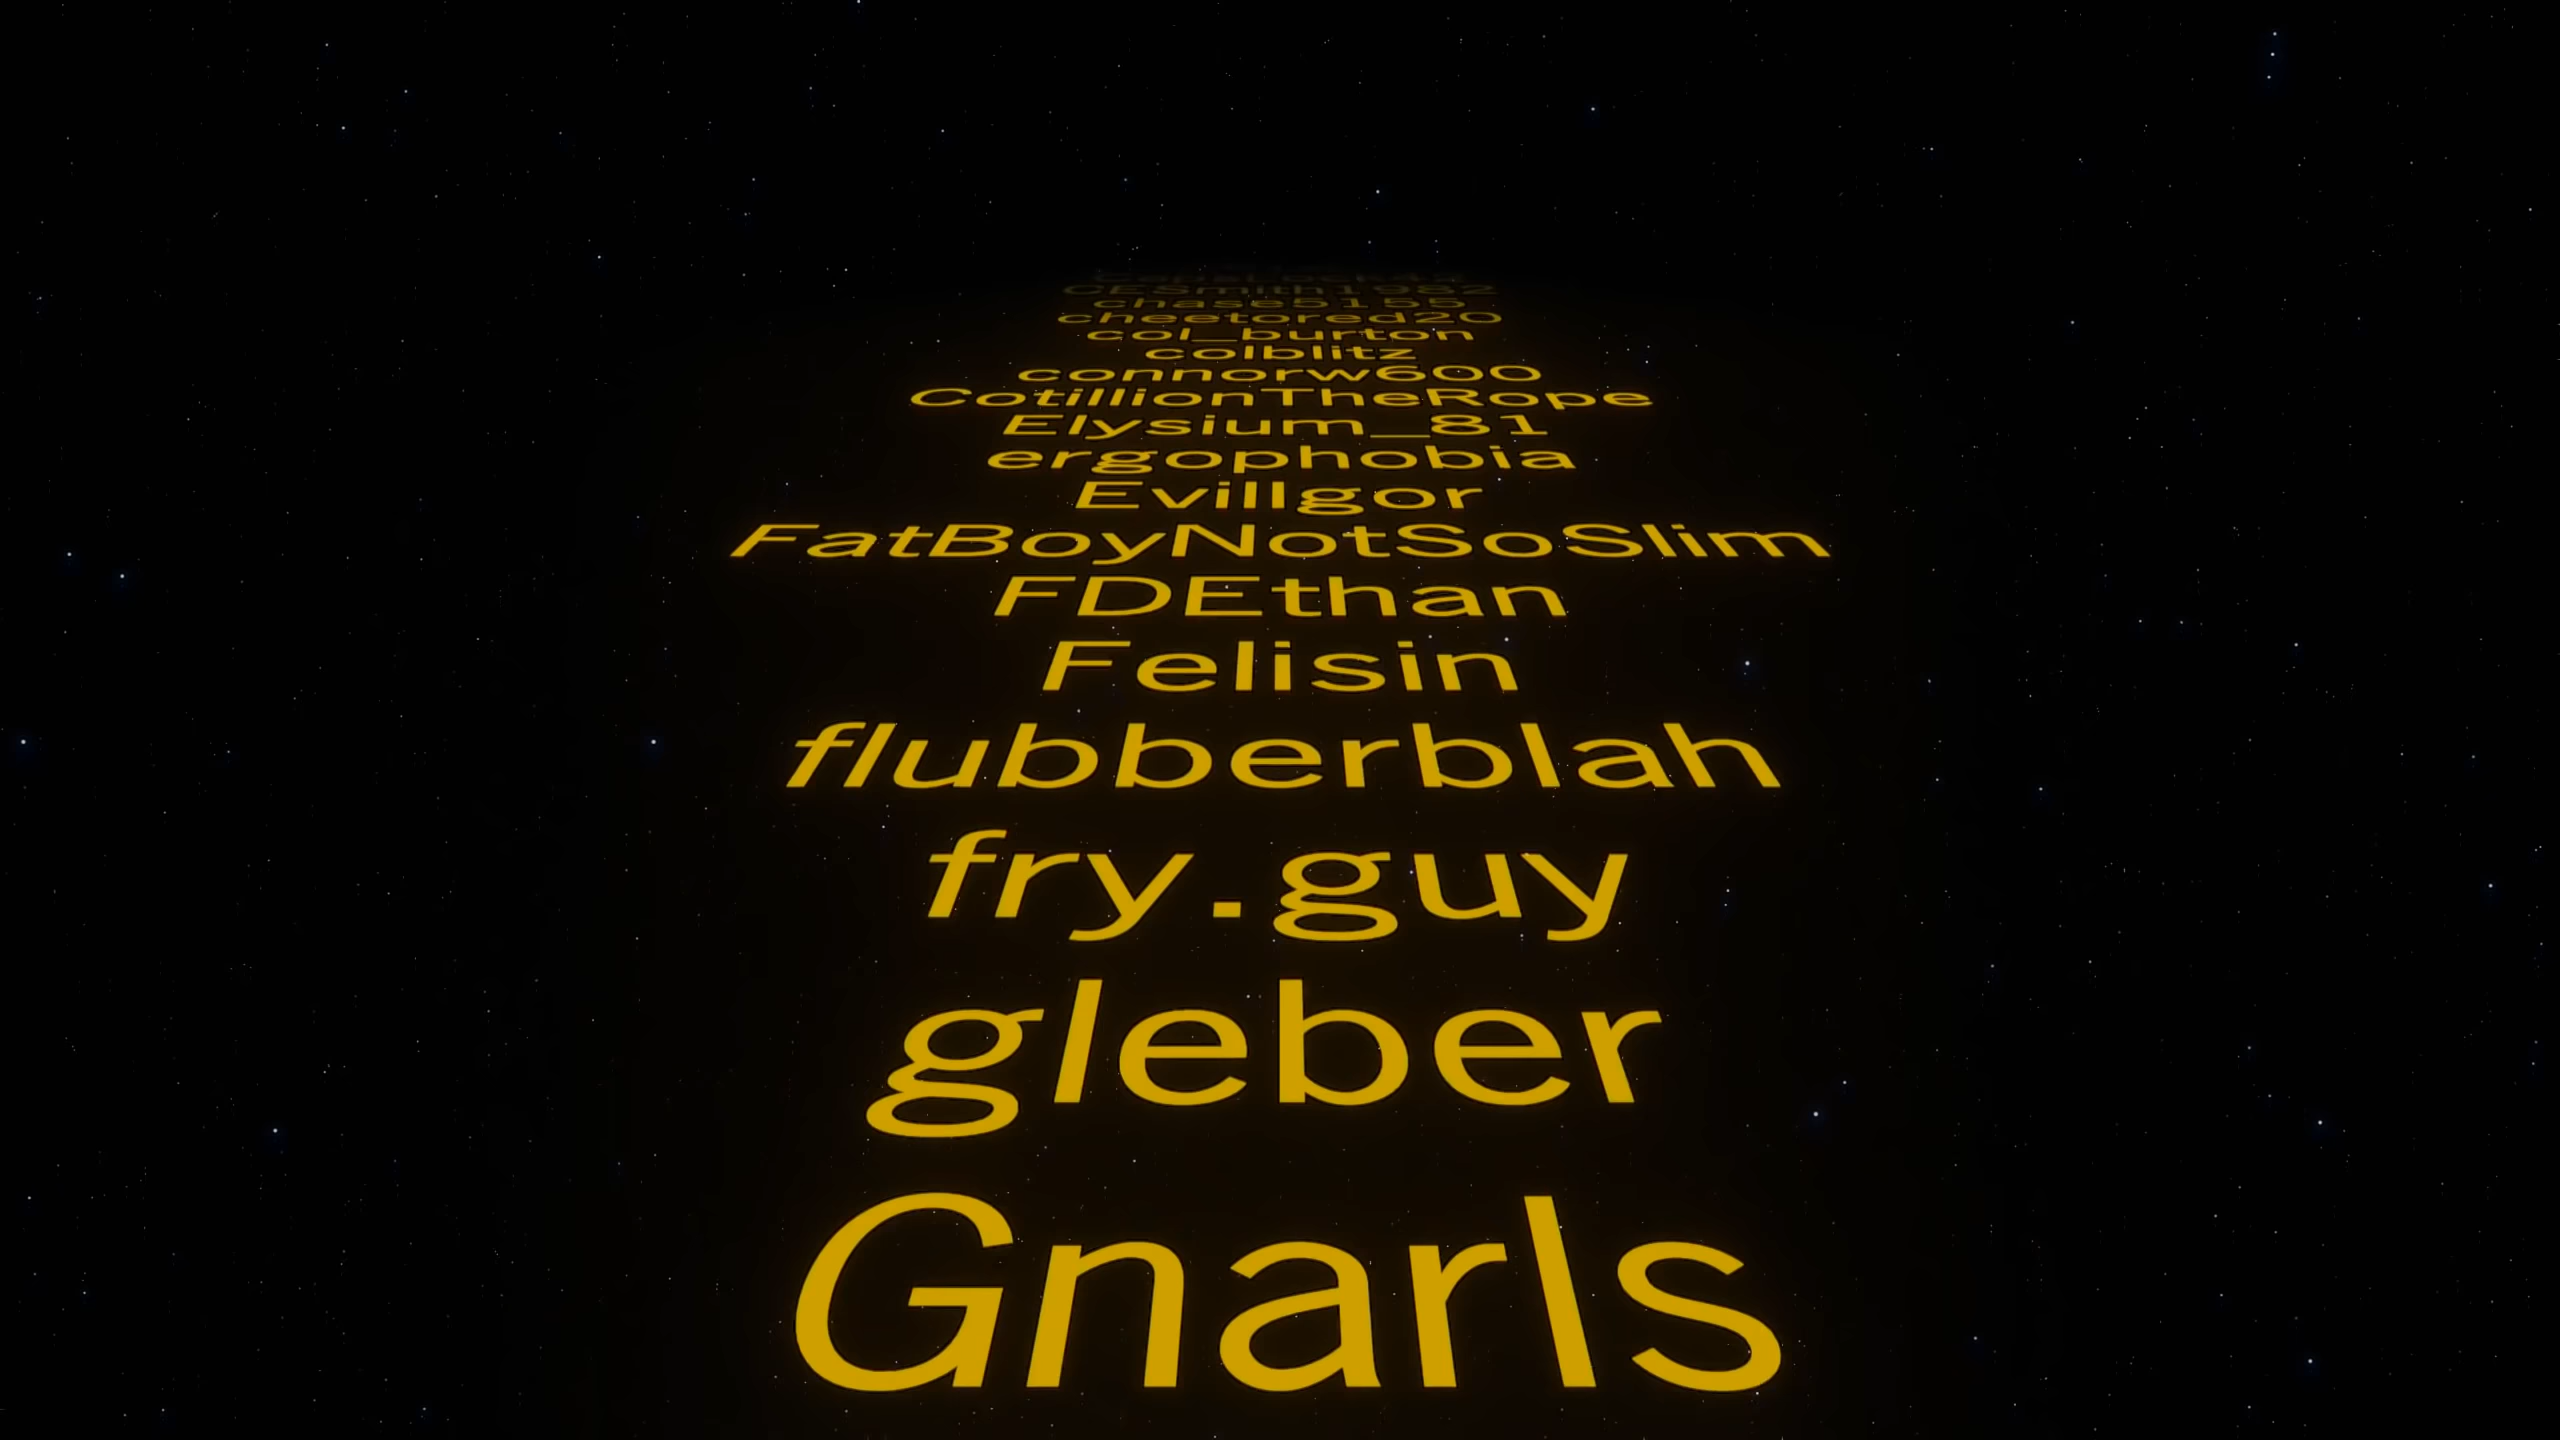 CESmith1982
chase5155
cheetored20
col_burton
colblitz
connorw600
CotillionTheRope
Elysium_81
ergophobia
Evillgor
FatBoyNotSoSlim
FDEthan
Felisin
flubberblah
fry.guy
gleber
Gnarls